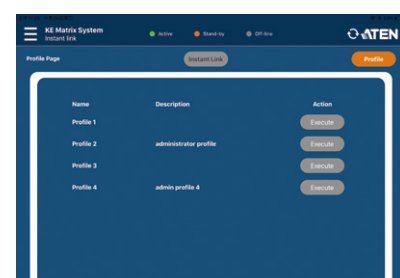 KE Matrix System
Instant link
Active Stand-by Off-line
ATEN
Profile Page Instant Link Profile
Name Description Action
Profile 1 Execute
Profile 2 administrator profile Execute
Profile 3 Execute
Profile 4 admin profile 4 Execute